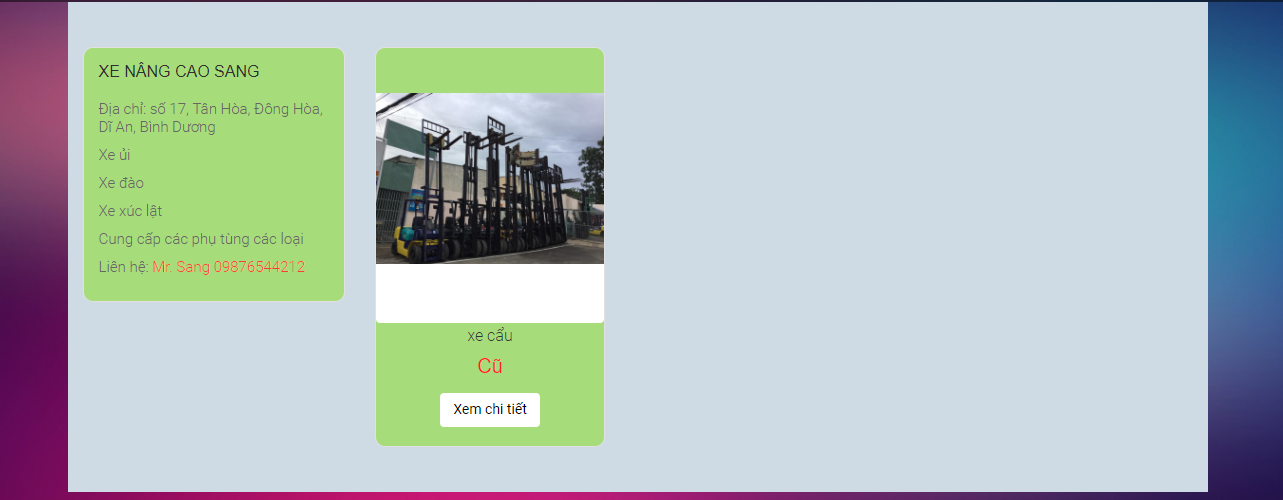 XE NÂNG CAO SANG
Địa chỉ: số 17, Tân Hòa, Đông Hòa,
Dĩ An, Bình Dương
Xe ủi
Xe đào
Xe xúc lật
Cung cấp các phụ tùng các loại
Liên hệ: Mr. Sang 09876544212
xe cẩu
Cũ
Xem chi tiết